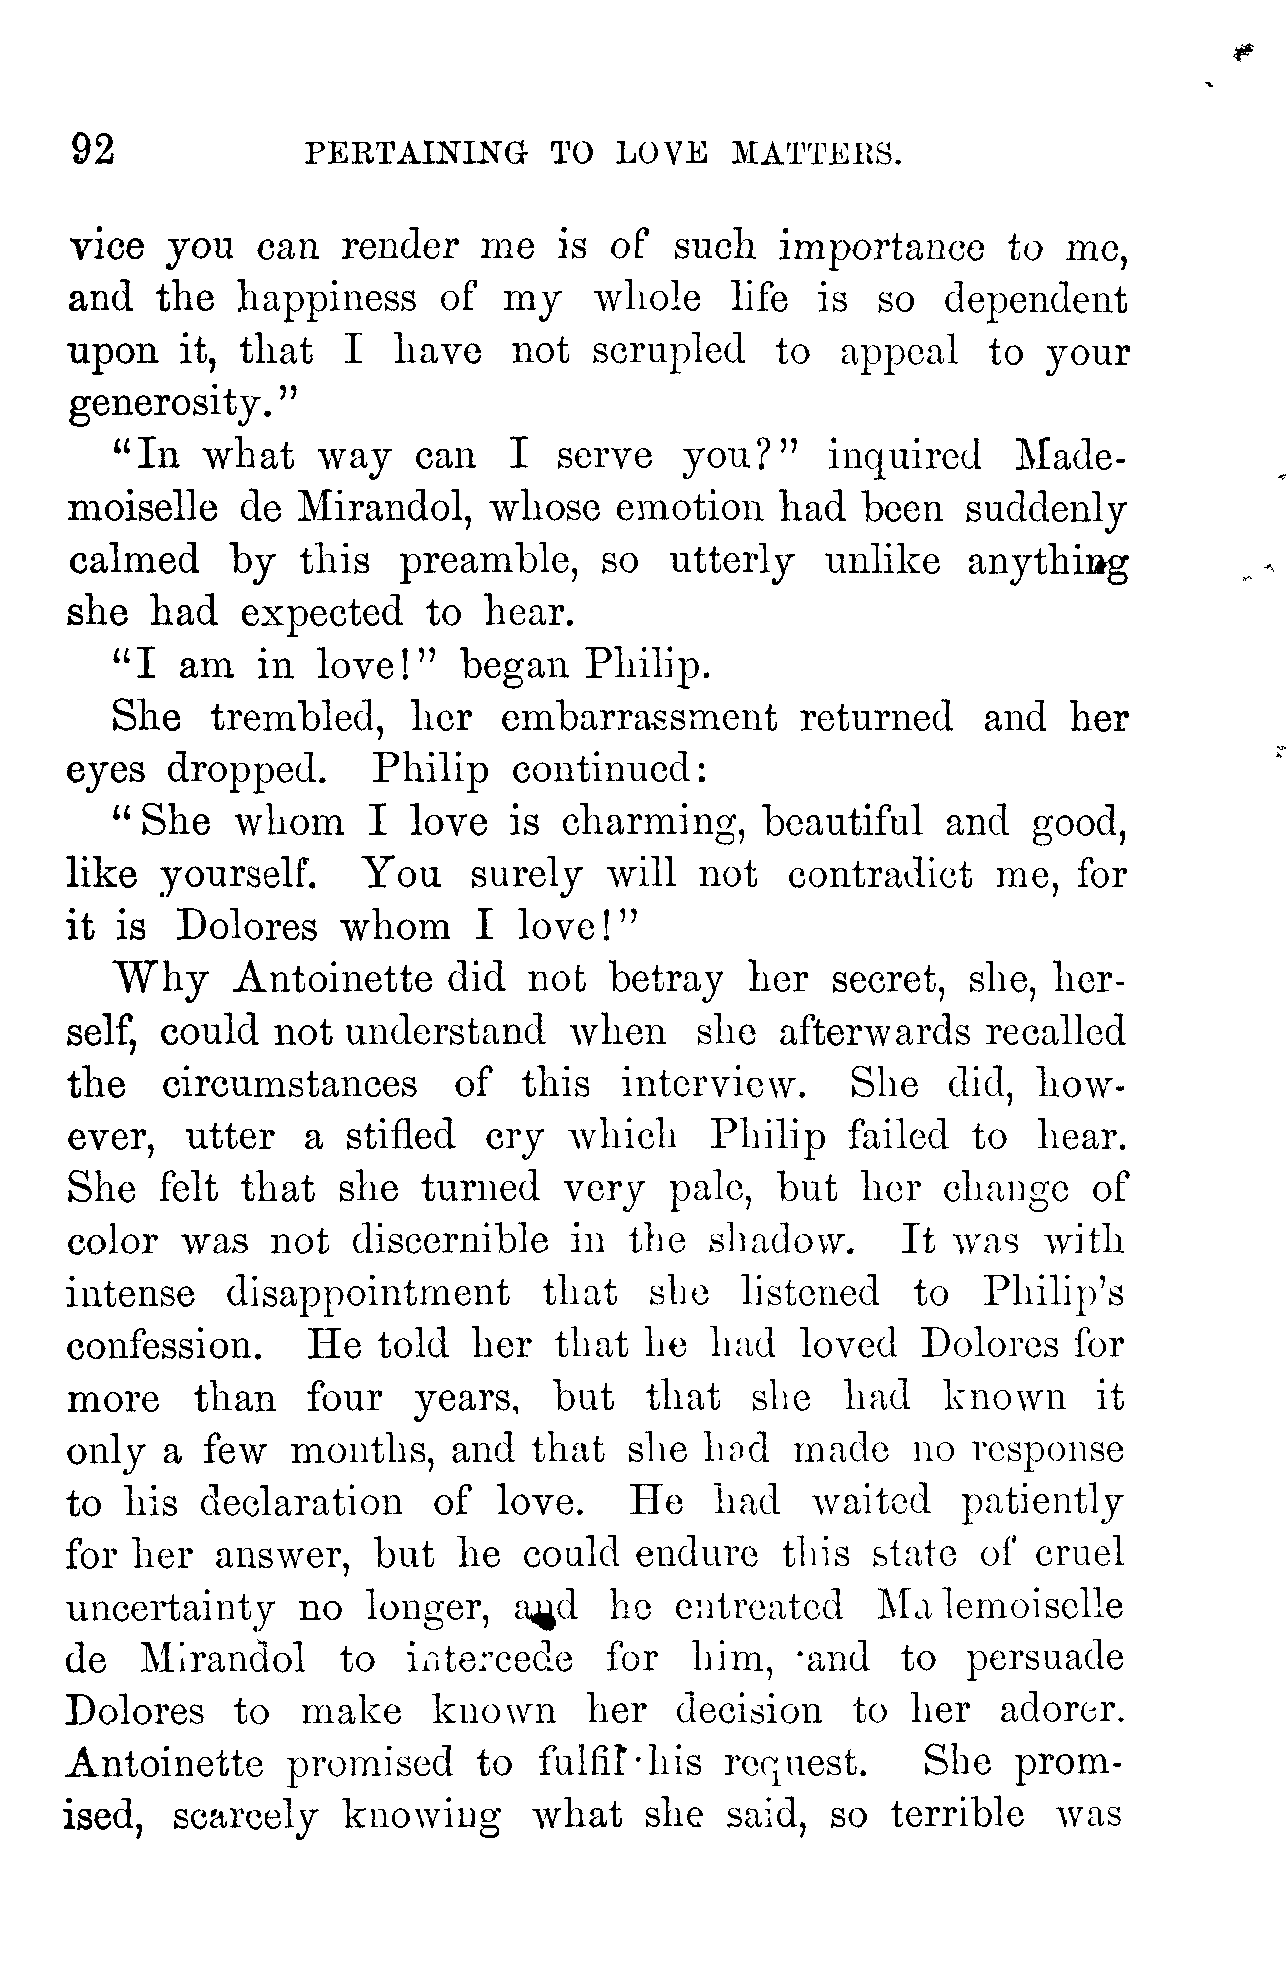 92 PERTAINING TO LOVE MATTERS.
vice you can render me is of such importance to me,
and the happiness of my whole life is so dependent
upon it, that I have not scrupled to appeal to your
generosity."
"In what way can I serve you?" inquired Made-
moiselle de Mirandol, whose emotion had been suddenly
calmed by this preamble, so utterly unlike anything
she had expected to hear.
"I am in love!" began Philip.
She trembled, her embarrassment returned and her
eyes dropped. Philip continued:
"She whom I love is charming, beautiful and good,
like yourself. You surely will not contradict me, for
it is Dolores whom I love!"
Why Antoinette did not betray her secret, she, her-
self, could not understand when she afterwards recalled
the circumstances of this interview. She did, how-
ever, utter a stifled cry which Philip failed to hear.
She felt that she turned very pale, but her change of
color was not discernible in the shadow. It was with
intense disappointment that she listened to Philip's
confession. He told her that he had loved Dolores for
more than four years, but that she had known it
only a few months, and that she had made no response
to his declaration of love. He had waited patiently
for her answer, but he could endure this state of cruel
uncertainty no longer, and he entreated Mademoiselle
de Mirandol to intercede for him, and to persuade
Dolores to make known her decision to her adorer.
Antoinette promised to fulfil his request. She prom-
ised, scarcely knowing what she said, so terrible was